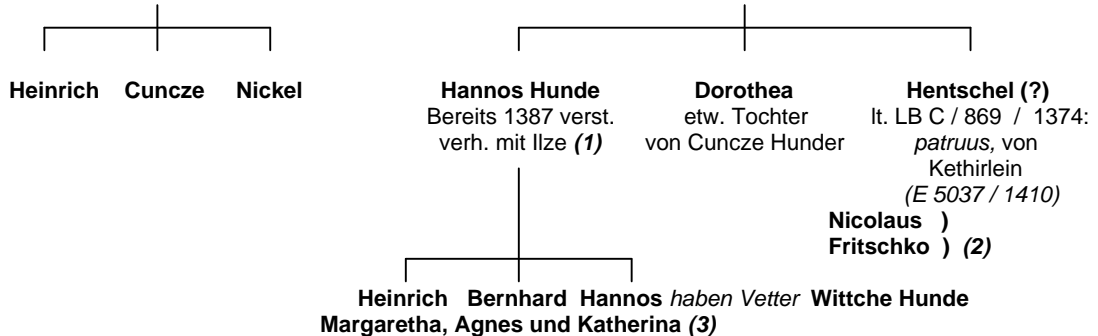 Heinrich Cuncze Nickel
Hannos Hunde
Bereits 1387 verst.
verh. mit Ilze (1)
Dorothea
etw. Tochter
von Cuncze Hunder
Hentschel (?)
lt. LB C / 869 / 1374:
patruus, von
Kethirlein
(E 5037 / 1410)
Nicolaus )
Fritschko ) (2)
Heinrich Bernhard Hannos haben Vetter Wittche Hunde
Margaretha, Agnes und Katherina (3)